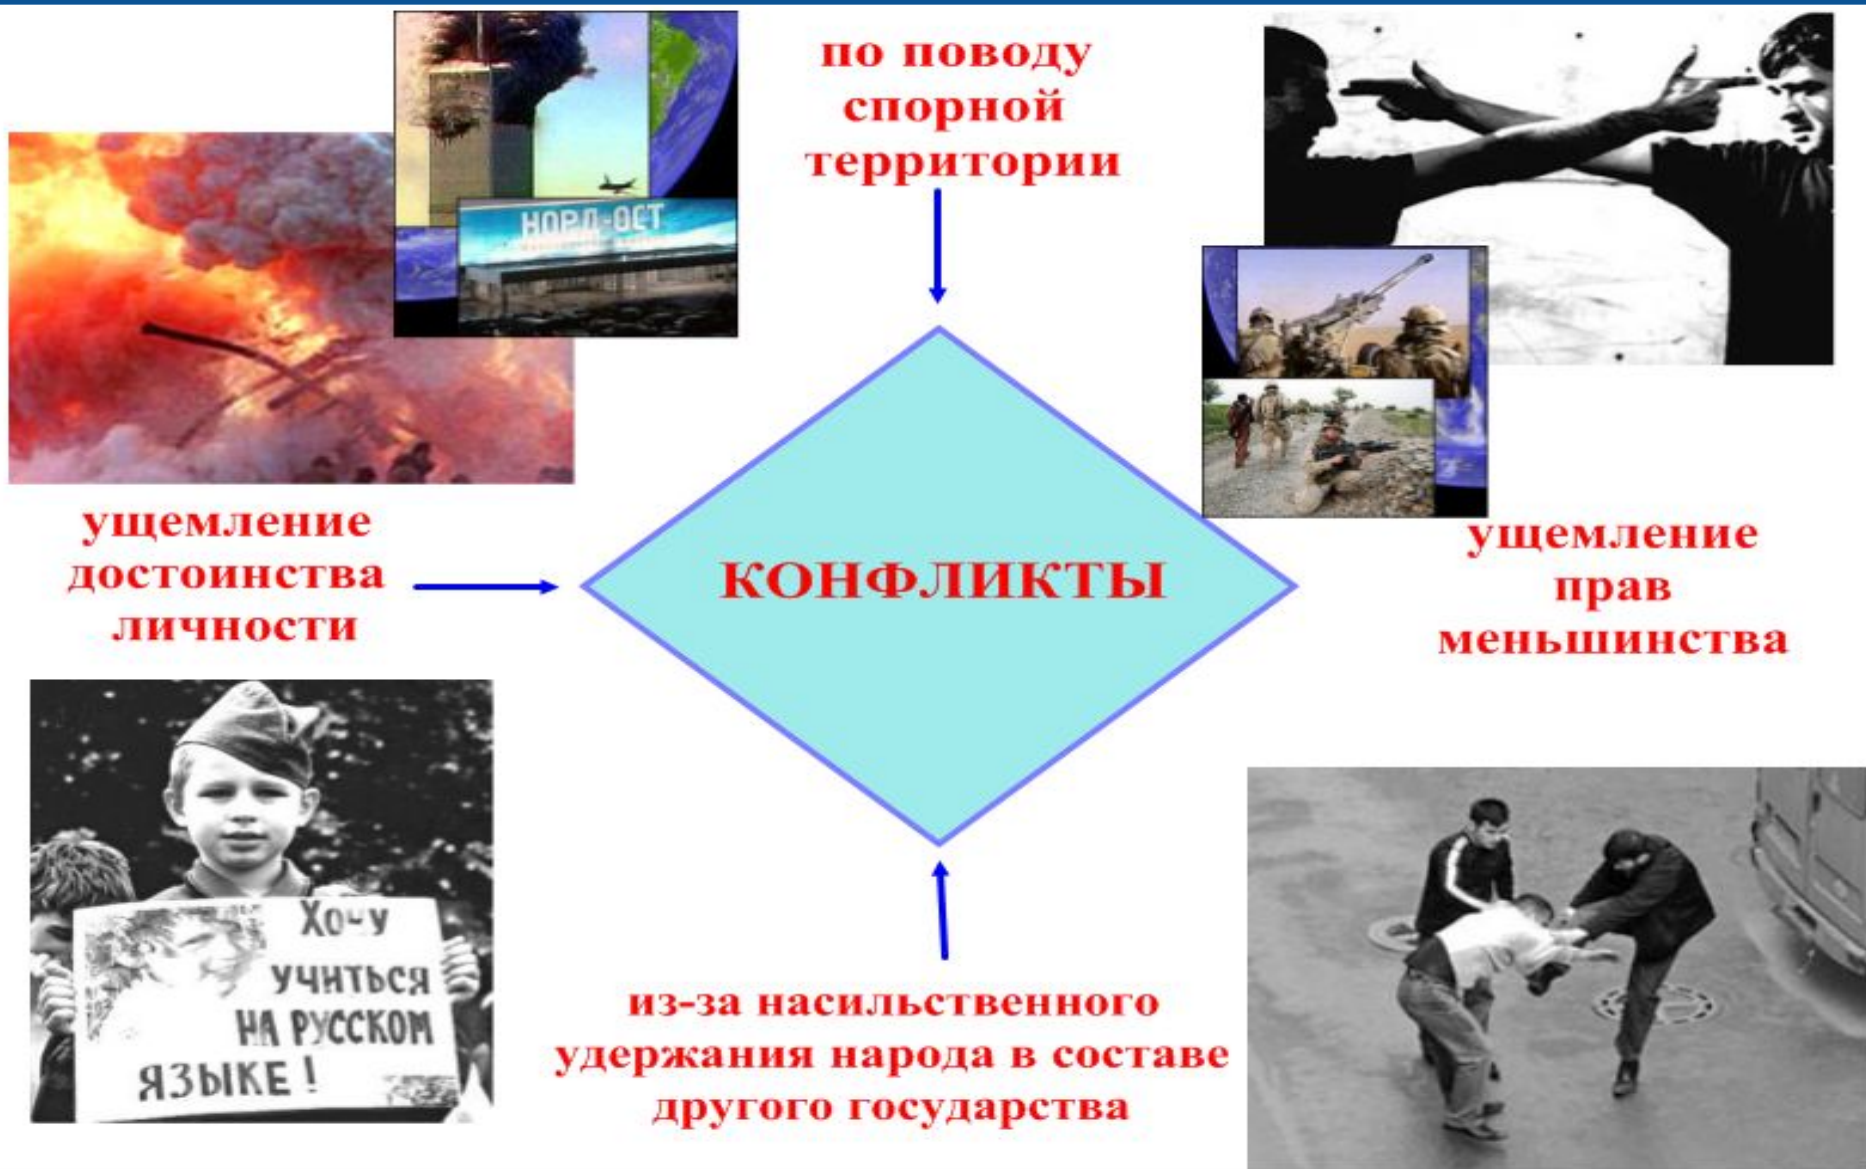 по поводу
спорной
территории
НОРД-ОСТ
ущемление
достоинства
личности
КОНФЛИКТЫ
ущемление
прав
меньшинства
Хочу
учиться
на русском
языке!
из-за насильственного
удержания народа в составе
другого государства